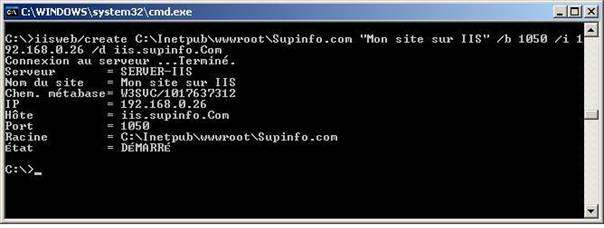 C:\WINDOWS\system32\cmd.exe
C:\>iisweb/create C:\Inetpub\wwwroot\Supinfo.com "Mon site sur IIS" /b 1050 /i 1
92.168.0.26 /d iis.supinfo.Com
Connexion au serveur ...Terminé.
Serveur = SERVER-IIS
Nom du site = Mon site sur IIS
Chem. métabase= W3SVC/1017637312
IP = 192.168.0.26
Hôte = iis.supinfo.Com
Port = 1050
Racine = C:\Inetpub\wwwroot\Supinfo.com
État = DÉMARRÉ
C:\>_